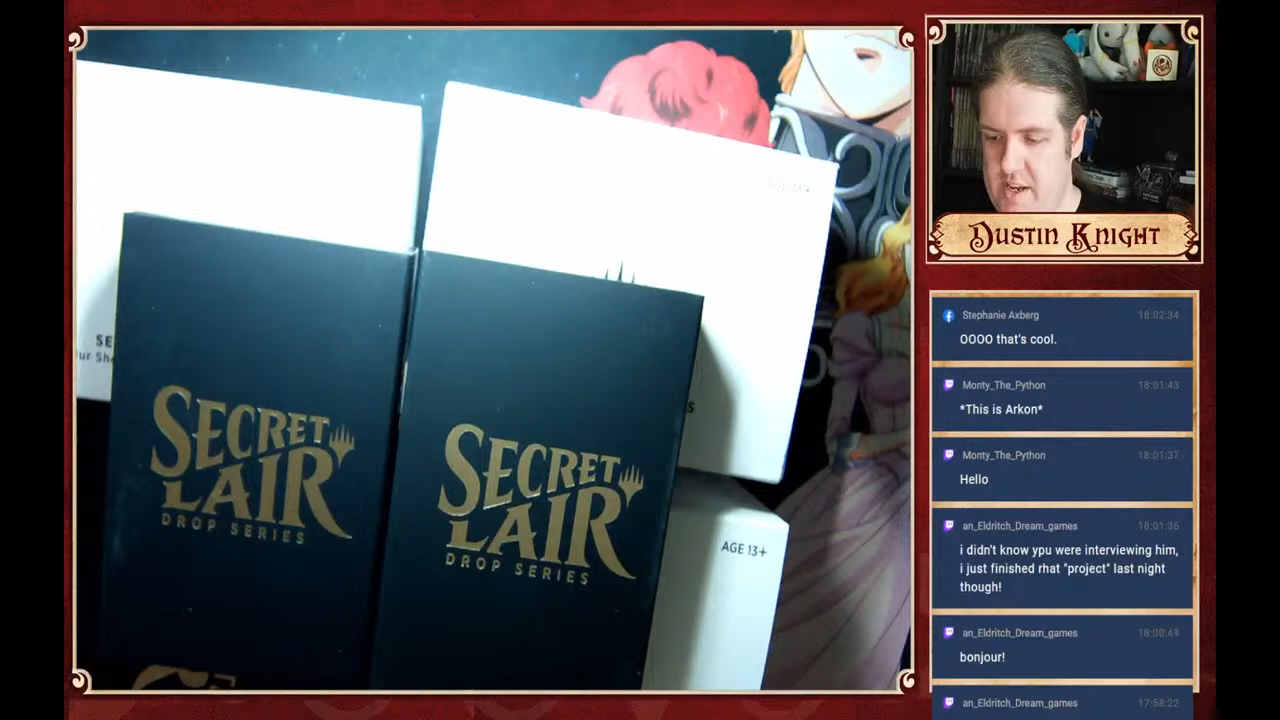 SE
ur Sh
S
SECRET
LAIR
DROP SERIES
SECRET
LAIR
DROP SERIES
AGE 13+
DUSTIN KNIGHT
Stephanie Axberg 18:02:34
OOOO that's cool.
Monty_The_Python 18:01:43
*This is Arkon*
Monty_The_Python 18:01:37
Hello
an_Eldritch_Dream_games 18:01:36
i didn't know ypu were interviewing him,
i just finished rhat "project" last night
though!
an_Eldritch_Dream_games 18:00:49
bonjour!
an_Eldritch_Dream_games 17:58:22